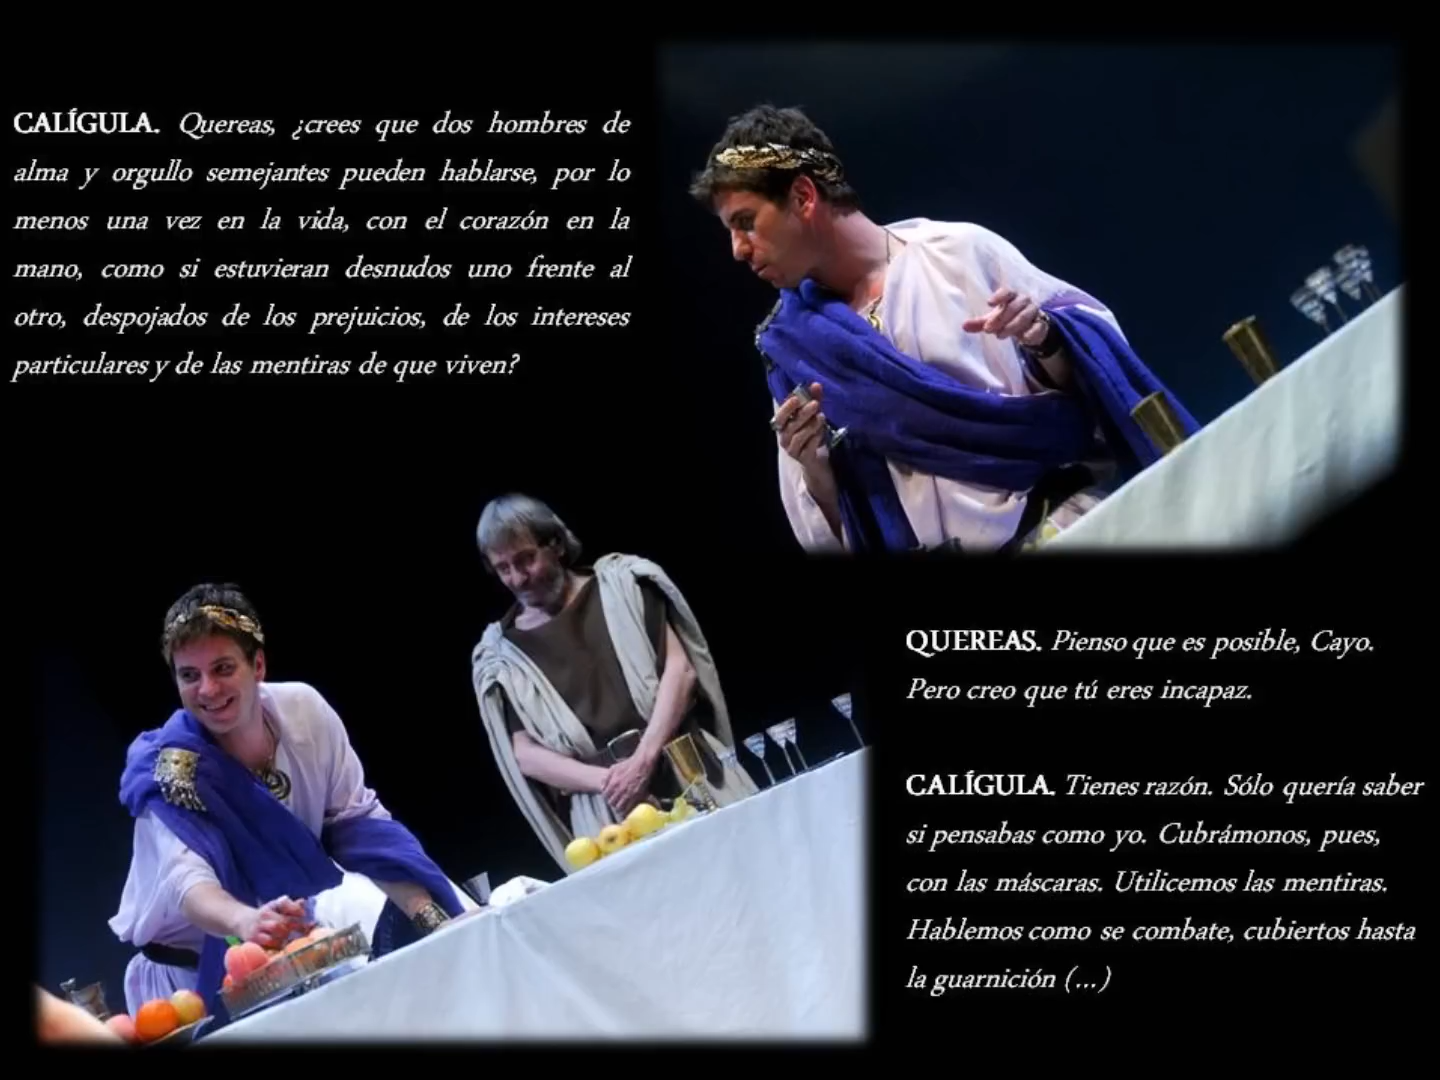 CALÍGULA. Quereas, ¿crees que dos hombres de
alma y orgullo semejantes pueden hablarse, por lo
menos una vez en la vida, con el corazón en la
mano, como si estuvieran desnudos uno frente al
otro, despojados de los prejuicios, de los intereses
particulares y de las mentiras de que viven?
QUEREAS. Pienso que es posible, Cayo.
Pero creo que tú eres incapaz.
CALÍGULA. Tienes razón. Sólo quería saber
si pensabas como yo. Cubrámonos, pues,
con las máscaras. Utilicemos las mentiras.
Hablemos como se combate, cubiertos hasta
la guarnición (...)